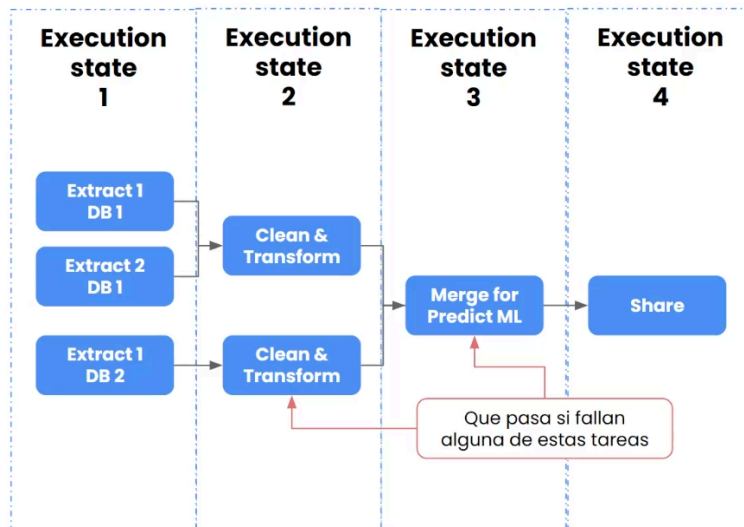 Execution
state
1
Execution
state
2
Execution
state
3
Execution
state
4
Extract 1
DB 1
Extract 2
DB 1
Extract 1
DB 2
Clean &
Transform
Clean &
Transform
Merge for
Predict ML
Share
Que pasa si fallan
alguna de estas tareas